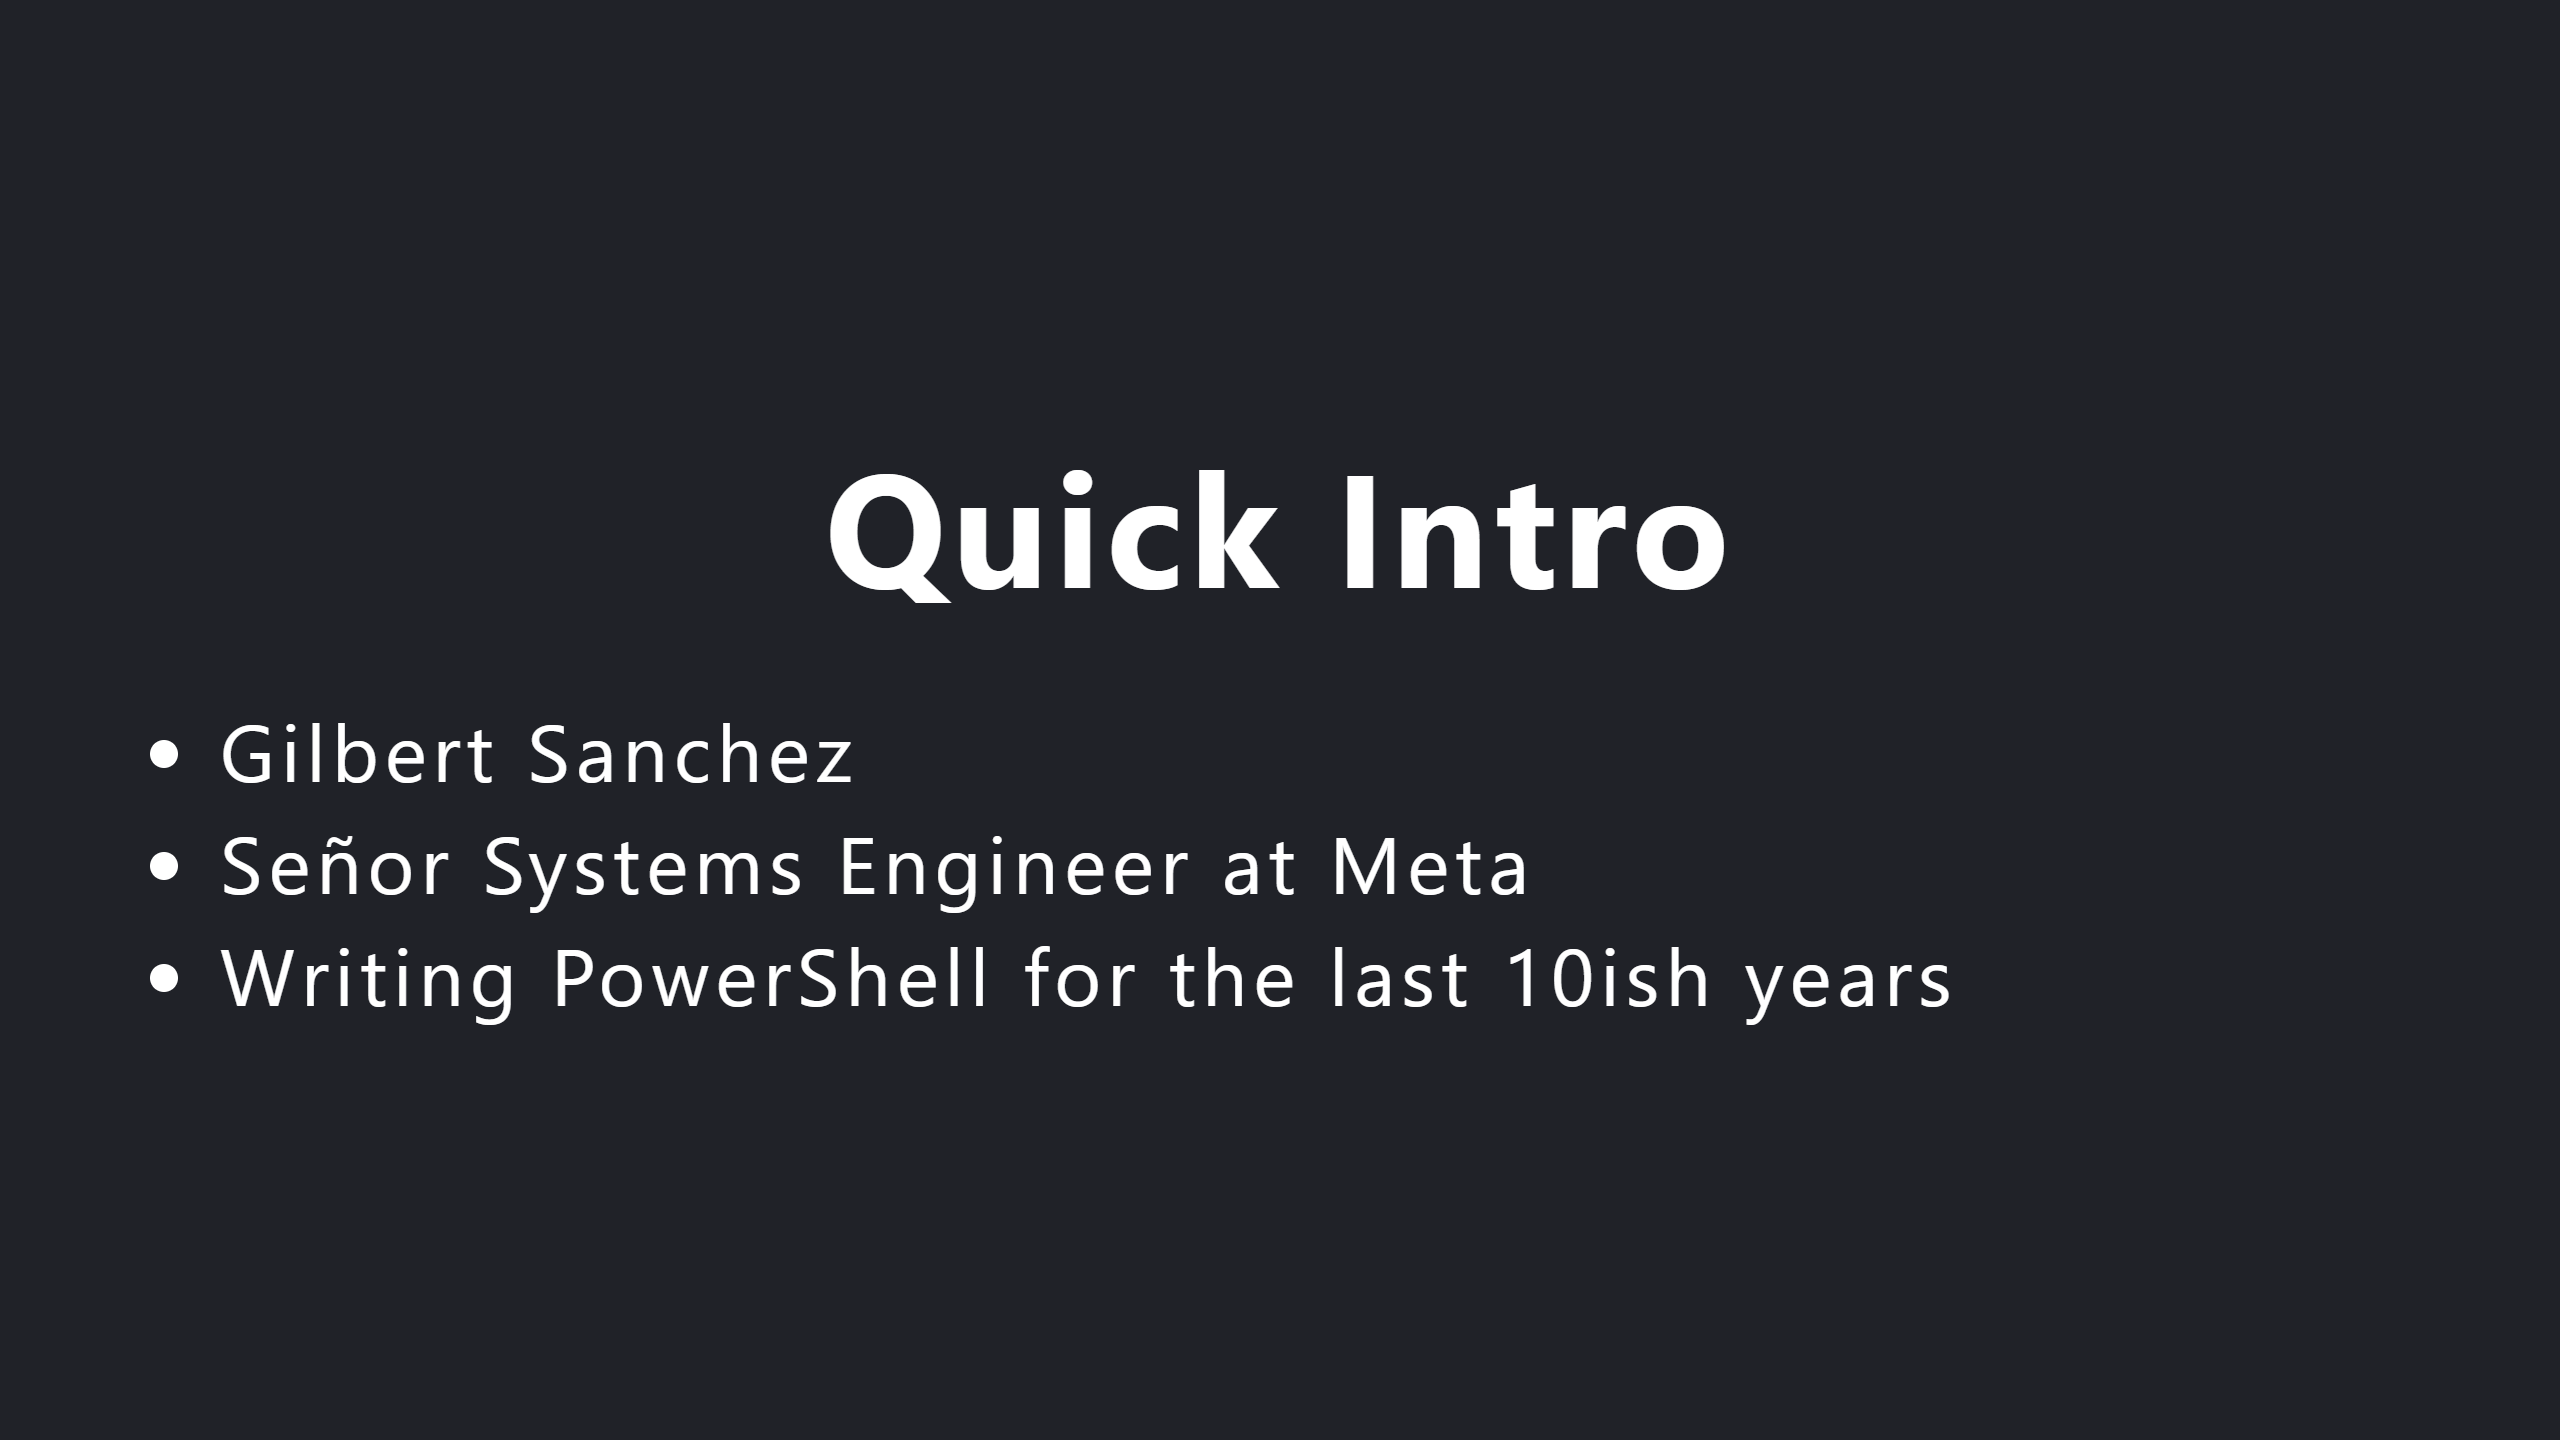 Quick Intro
Gilbert Sanchez
Señor Systems Engineer at Meta
Writing PowerShell for the last 10ish years